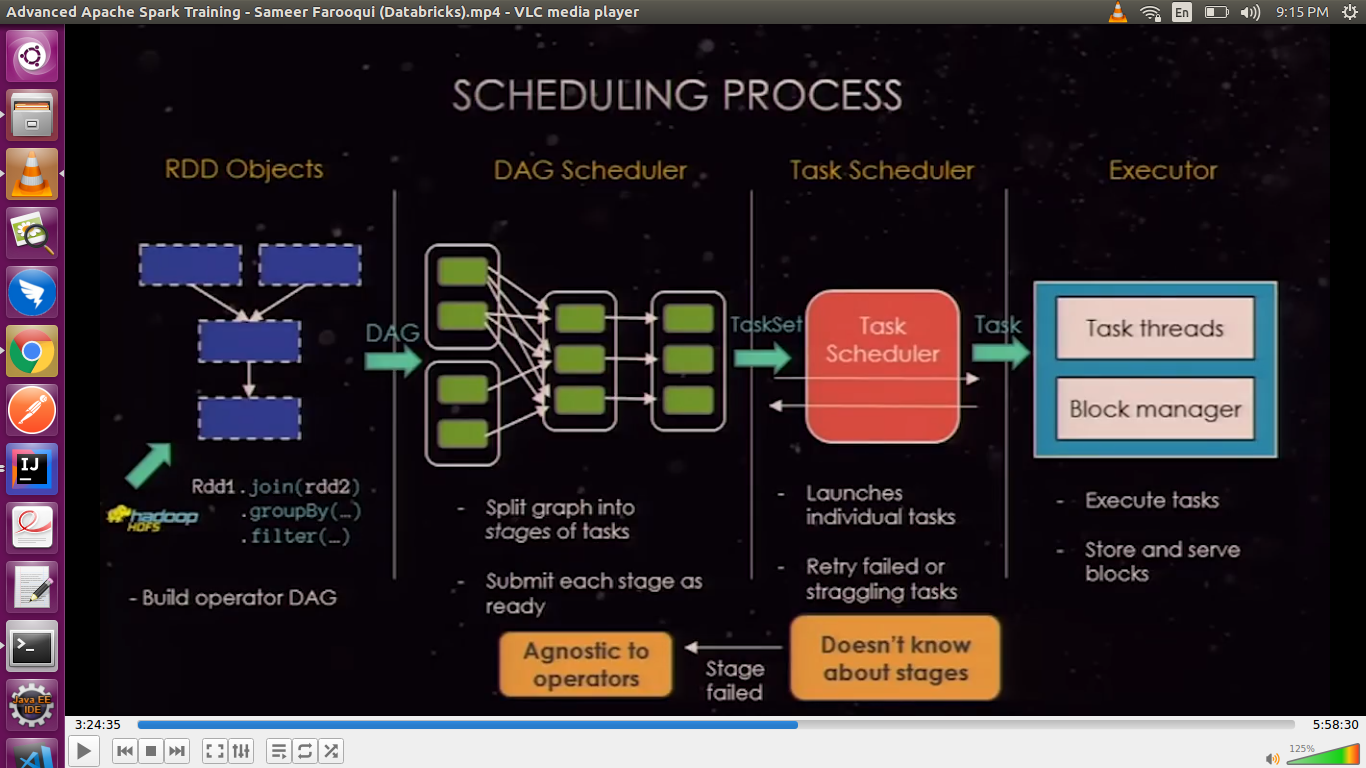 Advanced Apache Spark Training - Sameer Farooqui (Databricks).mp4 - VLC media player
En
9:15 PM
SCHEDULING PROCESS
RDD Objects
DAG Scheduler
Task Scheduler
Executor
DAG
TaskSet
Task
Scheduler
Task
Task threads
Block manager
hadoop
HDFS
Rdd1.join(rdd2)
.groupBy(…)
.filter(…)
- Build operator DAG
- Split graph into
stages of tasks
- Submit each stage as
ready
- Launches
individual tasks
- Retry failed or
straggling tasks
- Execute tasks
- Store and serve
blocks
Agnostic to
operators
Stage
failed
Doesn't know
about stages
IJ
Java EE
IDE
3:24:35
5:58:30
125%